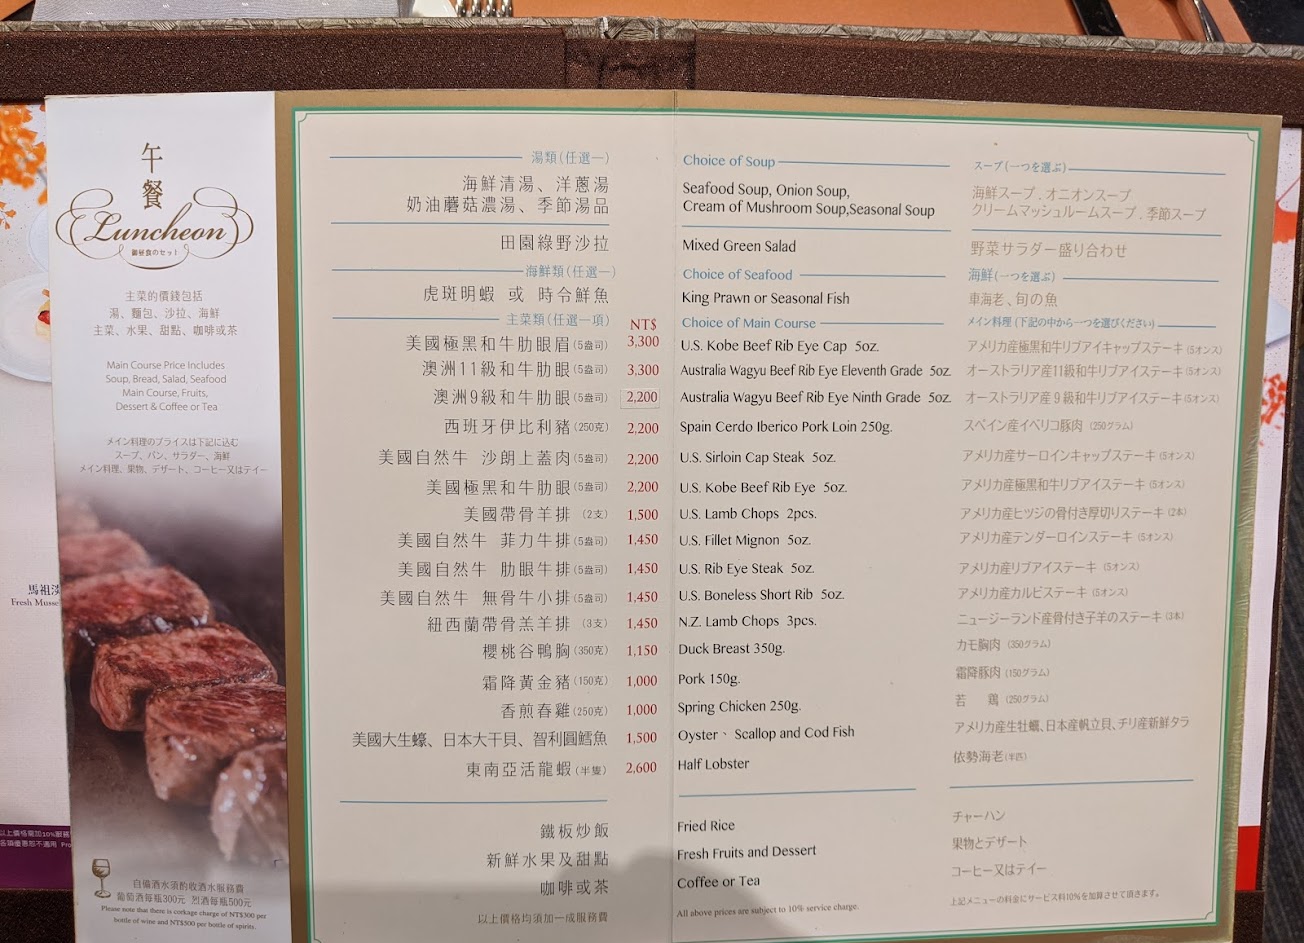 午
餐
Luncheon
御昼食のセット
主菜的價錢包括
湯、麵包、沙拉、海鮮
主菜、水果、甜點、咖啡或茶
Main Course Price Includes
Soup, Bread, Salad, Seafood
Main Course, Fruits,
Dessert & Coffee or Tea
メイン料理のプライスは下記に込む
スープ、パン、サラダー、海鮮
メイン料理、果物、デザート、コーヒー又はテイー
自備酒水須酌收酒水服務費
葡萄酒每瓶300元 烈酒每瓶500元
Please note that there is corkage charge of NT$300 per
bottle of wine and NT$500 per bottle of spirits.
馬祖淡
Fresh Musse
以上價格需加10%服務
Pro
湯類(任選一)
海鮮清湯、洋蔥湯
奶油蘑菇濃湯、季節湯品
田園綠野沙拉
海鮮類(任選一)
虎斑明蝦 或 時令鮮魚
主菜類(任選一項) NT$
美國極黑和牛肋眼眉(5盎司) 3,300
澳洲11級和牛肋眼(5盎司) 3,300
澳洲9級和牛肋眼(5盎司) 2,200
西班牙伊比利豬(250克) 2,200
美國自然牛 沙朗上蓋肉(5盎司) 2,200
美國極黑和牛肋眼(5盎司) 2,200
美國帶骨羊排 (2支) 1,500
美國自然牛 菲力牛排(5盎司) 1,450
美國自然牛 肋眼牛排(5盎司) 1,450
美國自然牛 無骨牛小排(5盎司) 1,450
紐西蘭帶骨羔羊排 (3支) 1,450
櫻桃谷鴨胸(350克) 1,150
霜降黃金豬(150克) 1,000
香煎春雞(250克) 1,000
美國大生蠔、日本大干貝、智利圓鱈魚 1,500
東南亞活龍蝦(半隻) 2,600
鐵板炒飯
新鮮水果及甜點
咖啡或茶
以上價格均須加一成服務費
Choice of Soup
Seafood Soup, Onion Soup,
Cream of Mushroom Soup,Seasonal Soup
Mixed Green Salad
Choice of Seafood
King Prawn or Seasonal Fish
Choice of Main Course
U.S. Kobe Beef Rib Eye Cap 5oz.
Australia Wagyu Beef Rib Eye Eleventh Grade 5oz.
Australia Wagyu Beef Rib Eye Ninth Grade 5oz.
Spain Cerdo Iberico Pork Loin 250g.
U.S. Sirloin Cap Steak 5oz.
U.S. Kobe Beef Rib Eye 5oz.
U.S. Lamb Chops 2pcs.
U.S. Fillet Mignon 5oz.
U.S. Rib Eye Steak 5oz.
U.S. Boneless Short Rib 5oz.
N.Z. Lamb Chops 3pcs.
Duck Breast 350g.
Pork 150g.
Spring Chicken 250g.
Oyster、 Scallop and Cod Fish
Half Lobster
Fried Rice
Fresh Fruits and Dessert
Coffee or Tea
All above prices are subject to 10% service charge.
スープ(一つを選ぶ)
海鮮スープ．オニオンスープ
クリームマッシュルームスープ．季節スープ
野菜サラダー盛り合わせ
海鮮(一つを選ぶ)
車海老、旬の魚
メイン料理(下記の中から一つを選びください)
アメリカ産極黒和牛リブアイキャップステーキ(5オンス)
オーストラリア産11級和牛リブアイステーキ(5オンス)
オーストラリア産９級和牛リブアイステーキ(5オンス)
スペイン産イベリコ豚肉 (250グラム)
アメリカ産サーロインキャップステーキ(5オンス)
アメリカ産極黒和牛リブアイステーキ (5オンス)
アメリカ産ヒツジの骨付き厚切りステーキ(2本)
アメリカ産テンダーロインステーキ (5オンス)
アメリカ産リブアイステーキ (5オンス)
アメリカ産カルビステーキ (5オンス)
ニュージーランド産骨付き子羊のステーキ(3本)
カモ胸肉 (350グラム)
霜降豚肉(150グラム)
若 鶏 (250グラム)
アメリカ産生牡蠣、日本産帆立貝、チリ産新鮮タラ
依勢海老(半匹)
チャーハン
果物とデザート
コーヒー又はテイー
上記メニューの料金にサービス料10%を加算させて頂きます。